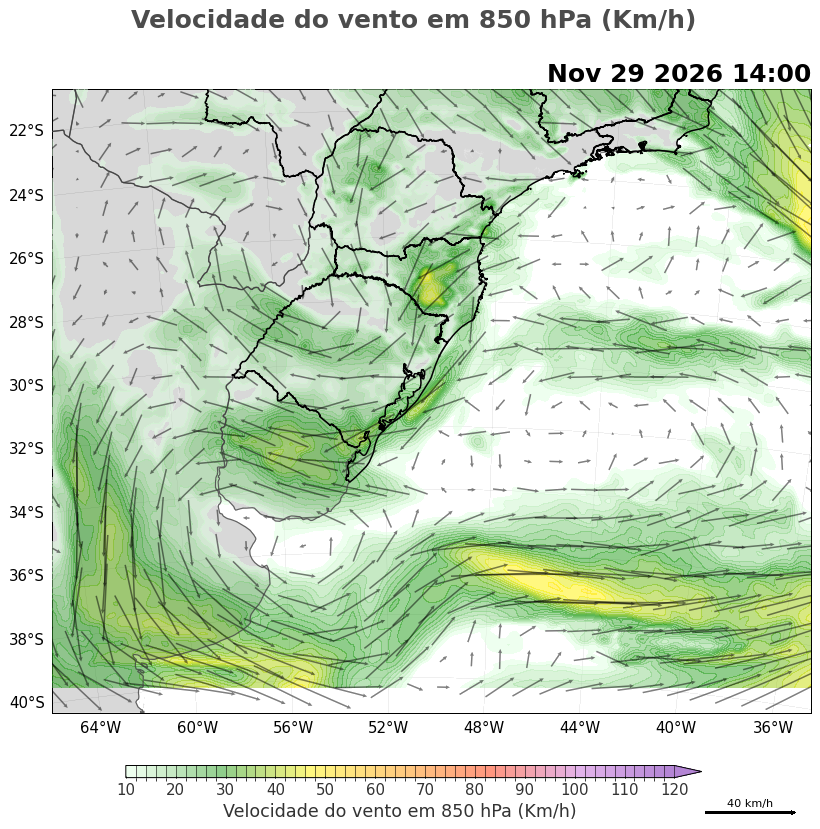 Velocidade do vento em 850 hPa (Km/h)
Nov 29 2026 14:00
22°S
24°S
26°S
28°S
30°S
32°S
34°S
36°S
38°S
40°S
64°W 60°W 56°W 52°W 48°W 44°W 40°W 36°W
10 20 30 40 50 60 70 80 90 100 110 120
Velocidade do vento em 850 hPa (Km/h)
40 km/h